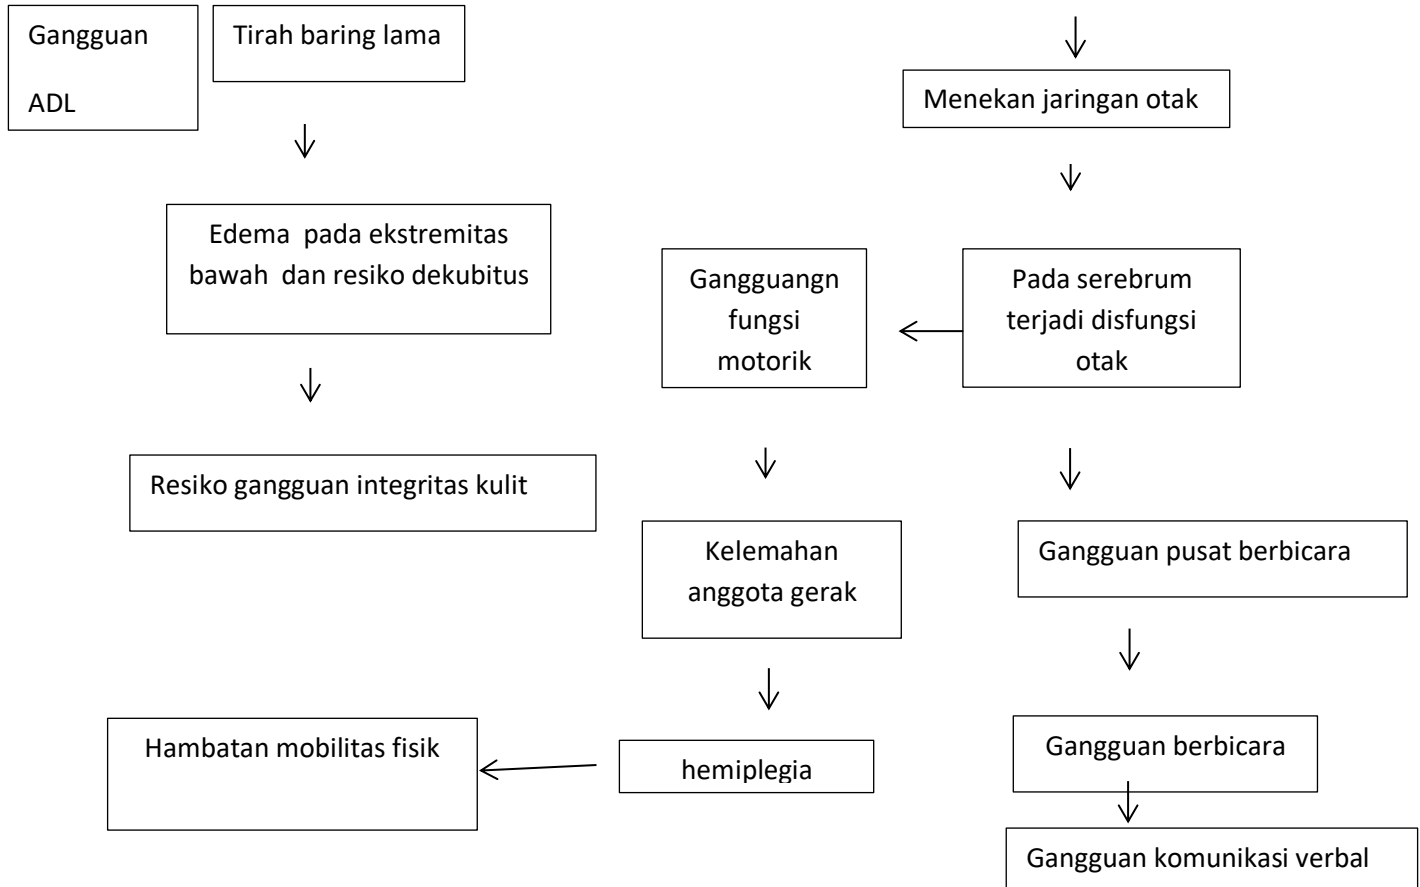 Gangguan
ADL
Tirah baring lama
Menekan jaringan otak
Edema pada ekstremitas
bawah dan resiko dekubitus
Gangguangn
fungsi
motorik
Pada serebrum
terjadi disfungsi
otak
Resiko gangguan integritas kulit
Kelemahan
anggota gerak
Gangguan pusat berbicara
Hambatan mobilitas fisik
hemiplegia
Gangguan berbicara
Gangguan komunikasi verbal